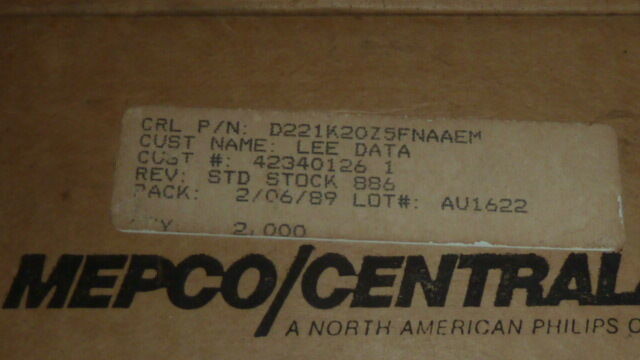 CRL P/N: D221K20Z5FNAAEM
CUST NAME: LEE DATA
CUST #: 42340126 1
REV: STD STOCK 886
PACK: 2/06/89 LOT#: AU1622
2,000
MEPCO/CENTRAL
A NORTH AMERICAN PHILIPS